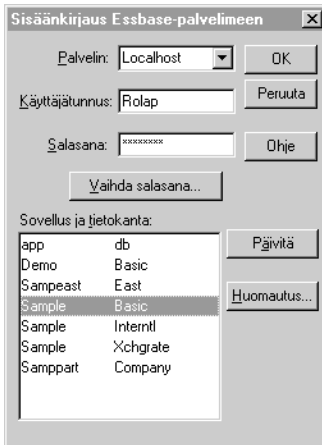 Sisäänkirjaus Essbase-palvelimeen
Palvelin: Localhost OK
Käyttäjätunnus: Rolap Peruuta
Salasana: ******** Ohje
Vaihda salasana...
Sovellus ja tietokanta:
app db Päivitä
Demo Basic
Sampeast East
Sample Basic Huomautus...
Sample Interntl
Sample Xchgrate
Samppart Company